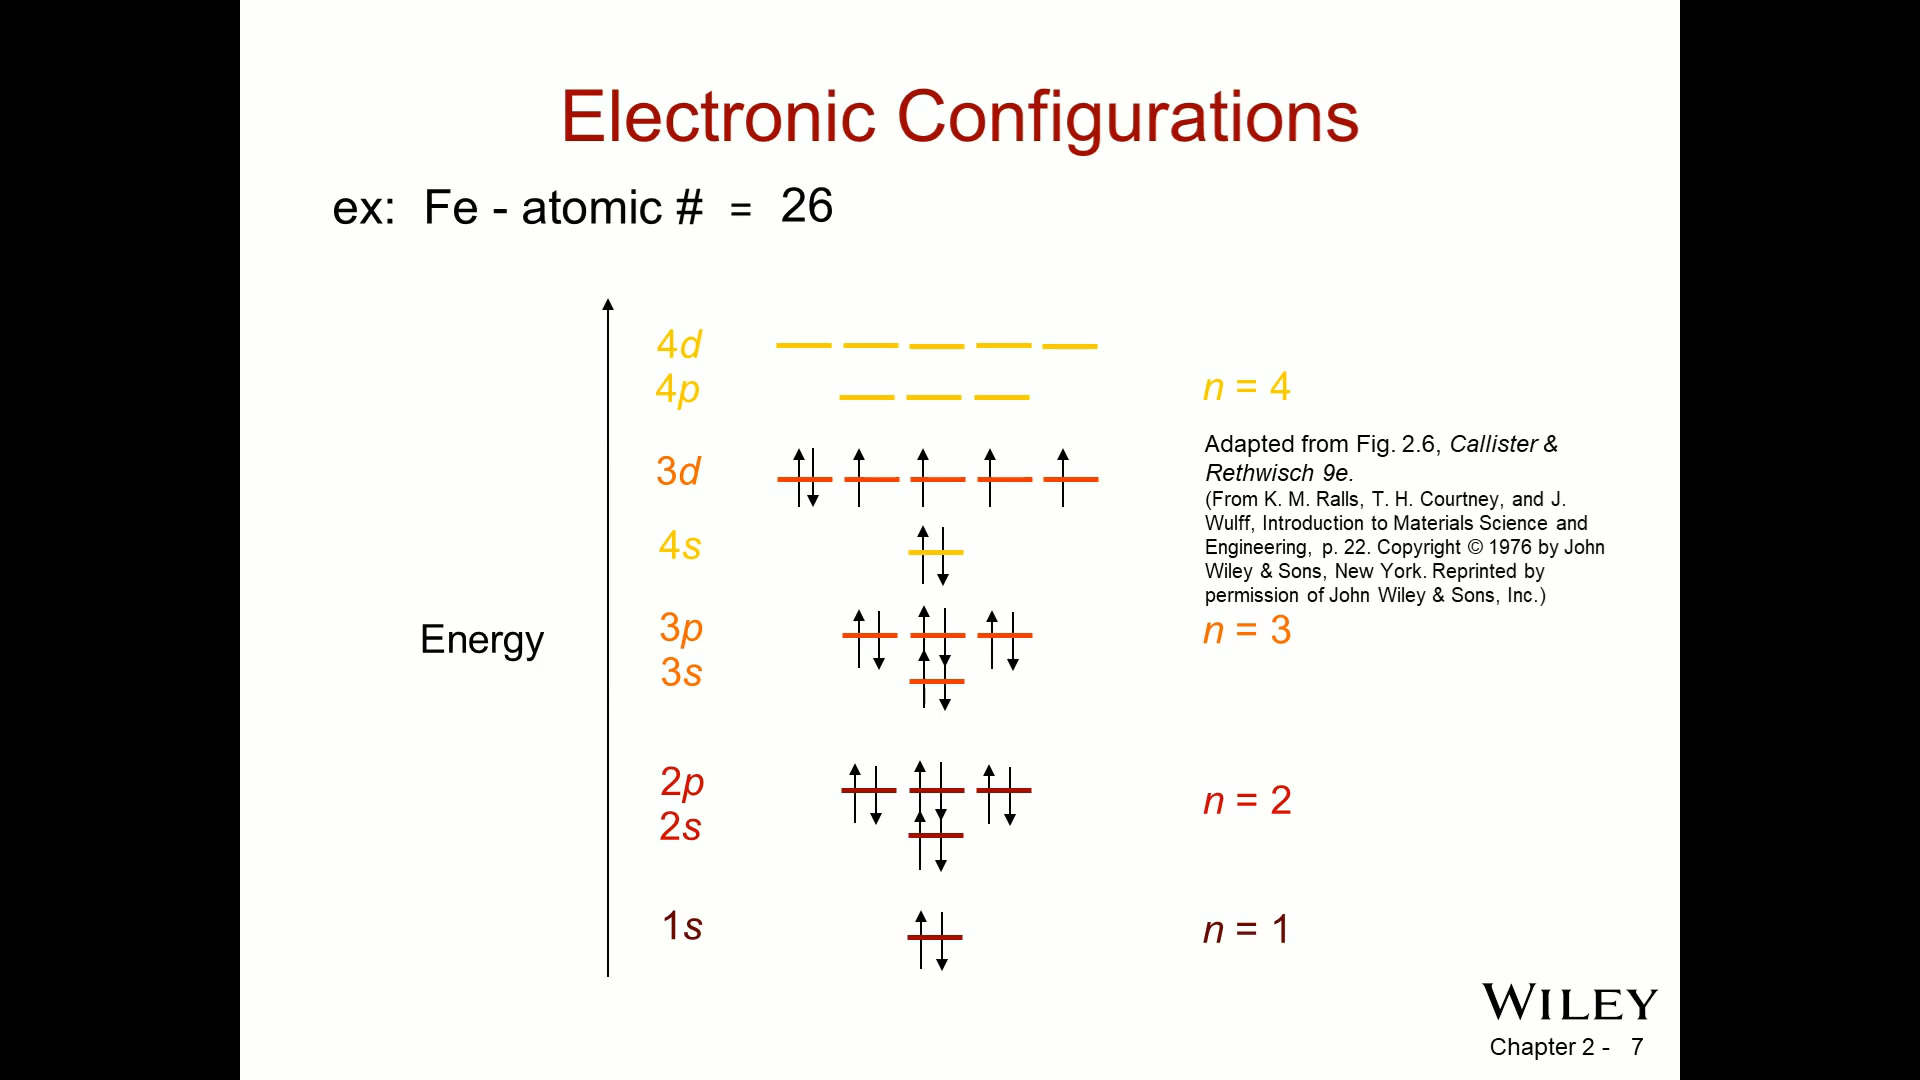 Electronic Configurations
ex: Fe - atomic # = 26
4d
4p
n = 4
Adapted from Fig. 2.6, Callister &
Rethwisch 9e.
(From K. M. Ralls, T. H. Courtney, and J.
Wulff, Introduction to Materials Science and
Engineering, p. 22. Copyright © 1976 by John
Wiley & Sons, New York. Reprinted by
permission of John Wiley & Sons, Inc.)
3d
4s
Energy
3p
3s
n = 3
2p
2s
n = 2
1s
n = 1
WILEY
Chapter 2 - 7